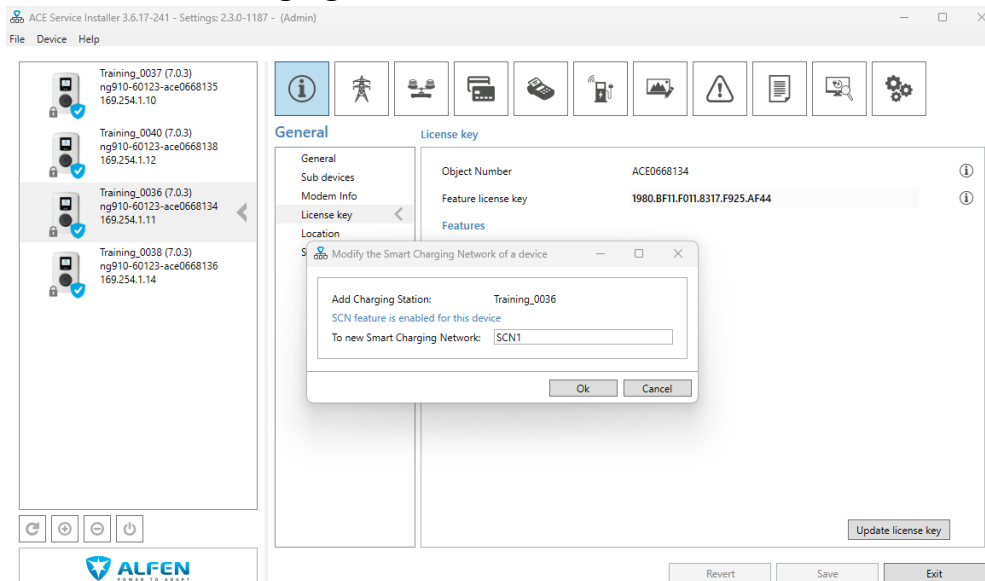 ACE Service Installer 3.6.17-241 - Settings: 2.3.0-1187 - (Admin)
File Device Help
Training_0037 (7.0.3)
ng910-60123-ace0668135
169.254.1.10
Training_0040 (7.0.3)
ng910-60123-ace0668138
169.254.1.12
Training_0036 (7.0.3)
ng910-60123-ace0668134
169.254.1.11
Training_0038 (7.0.3)
ng910-60123-ace0668136
169.254.1.14
General
General
Sub devices
Modem Info
License key
Location
S
License key
Object Number ACE0668134
Feature license key 1980.BF11.F011.8317.F925.AF44
Features
Modify the Smart Charging Network of a device
Add Charging Station: Training_0036
SCN feature is enabled for this device
To new Smart Charging Network: SCN1
Ok Cancel
Update license key
ALFEN
POWER TO ADAPT
Revert Save Exit